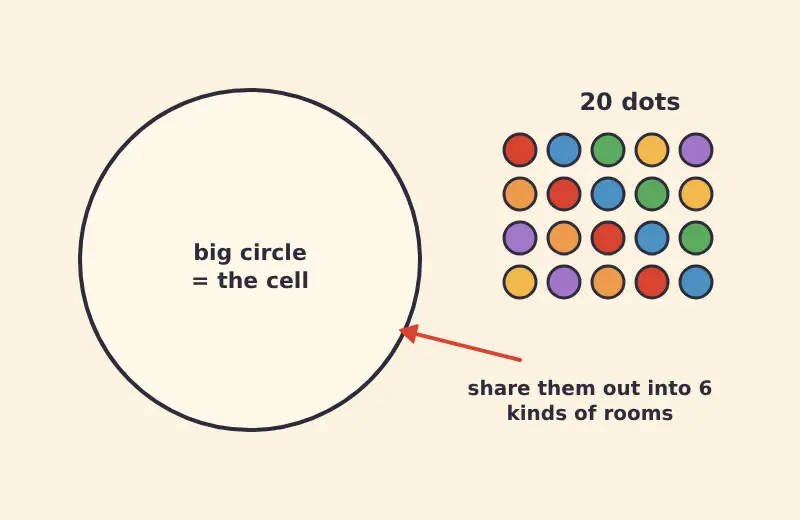 20 dots
big circle
= the cell
share them out into 6
kinds of rooms